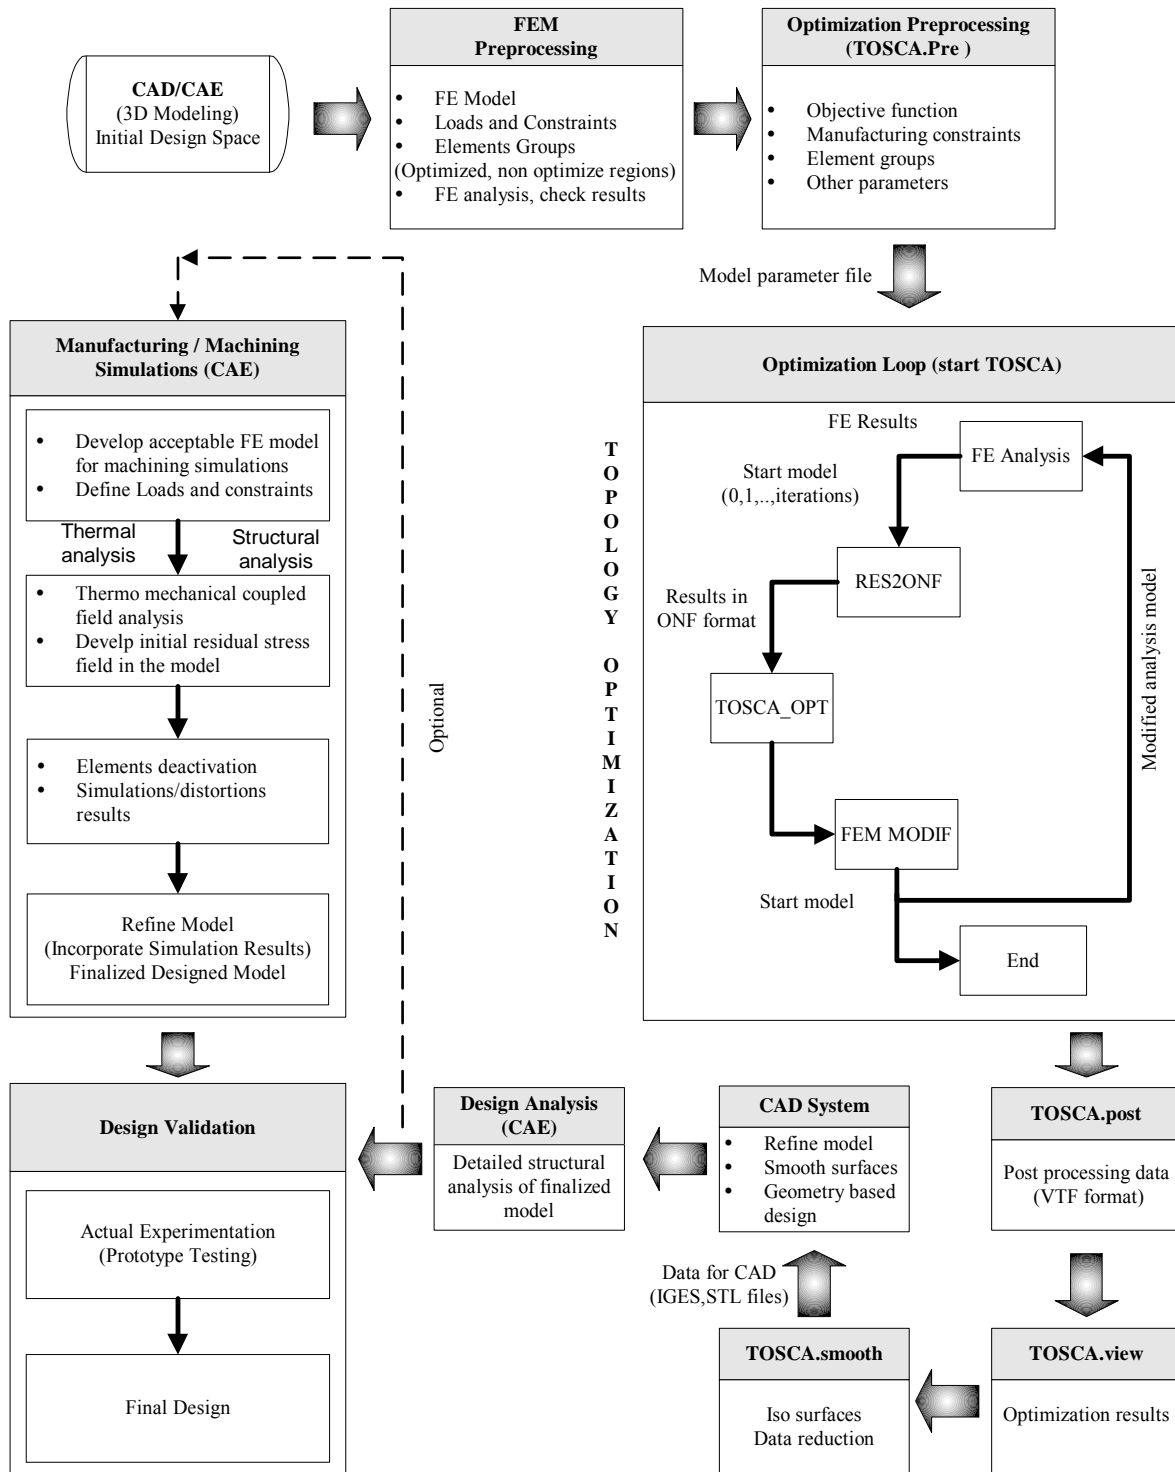 CAD/CAE
(3D Modeling)
Initial Design Space
FEM
Preprocessing
• FE Model
• Loads and Constraints
• Elements Groups
(Optimized, non optimize regions)
• FE analysis, check results
Optimization Preprocessing
(TOSCA.Pre )
• Objective function
• Manufacturing constraints
• Element groups
• Other parameters
Model parameter file
Manufacturing / Machining
Simulations (CAE)
• Develop acceptable FE model
for machining simulations
• Define Loads and constraints
Thermal
analysis
Structural
analysis
• Thermo mechanical coupled
field analysis
• Develp initial residual stress
field in the model
• Elements deactivation
• Simulations/distortions
results
Refine Model
(Incorporate Simulation Results)
Finalized Designed Model
Optional
TOPOLOGY OPTIMIZATION
Optimization Loop (start TOSCA)
FE Results
FE Analysis
Start model
(0,1,..,iterations)
RES2ONF
Results in
ONF format
TOSCA_OPT
FEM MODIF
Start model
End
Modified analysis model
Design Validation
Actual Experimentation
(Prototype Testing)
Final Design
Design Analysis
(CAE)
Detailed structural
analysis of finalized
model
CAD System
• Refine model
• Smooth surfaces
• Geometry based
design
TOSCA.post
Post processing data
(VTF format)
Data for CAD
(IGES,STL files)
TOSCA.smooth
Iso surfaces
Data reduction
TOSCA.view
Optimization results